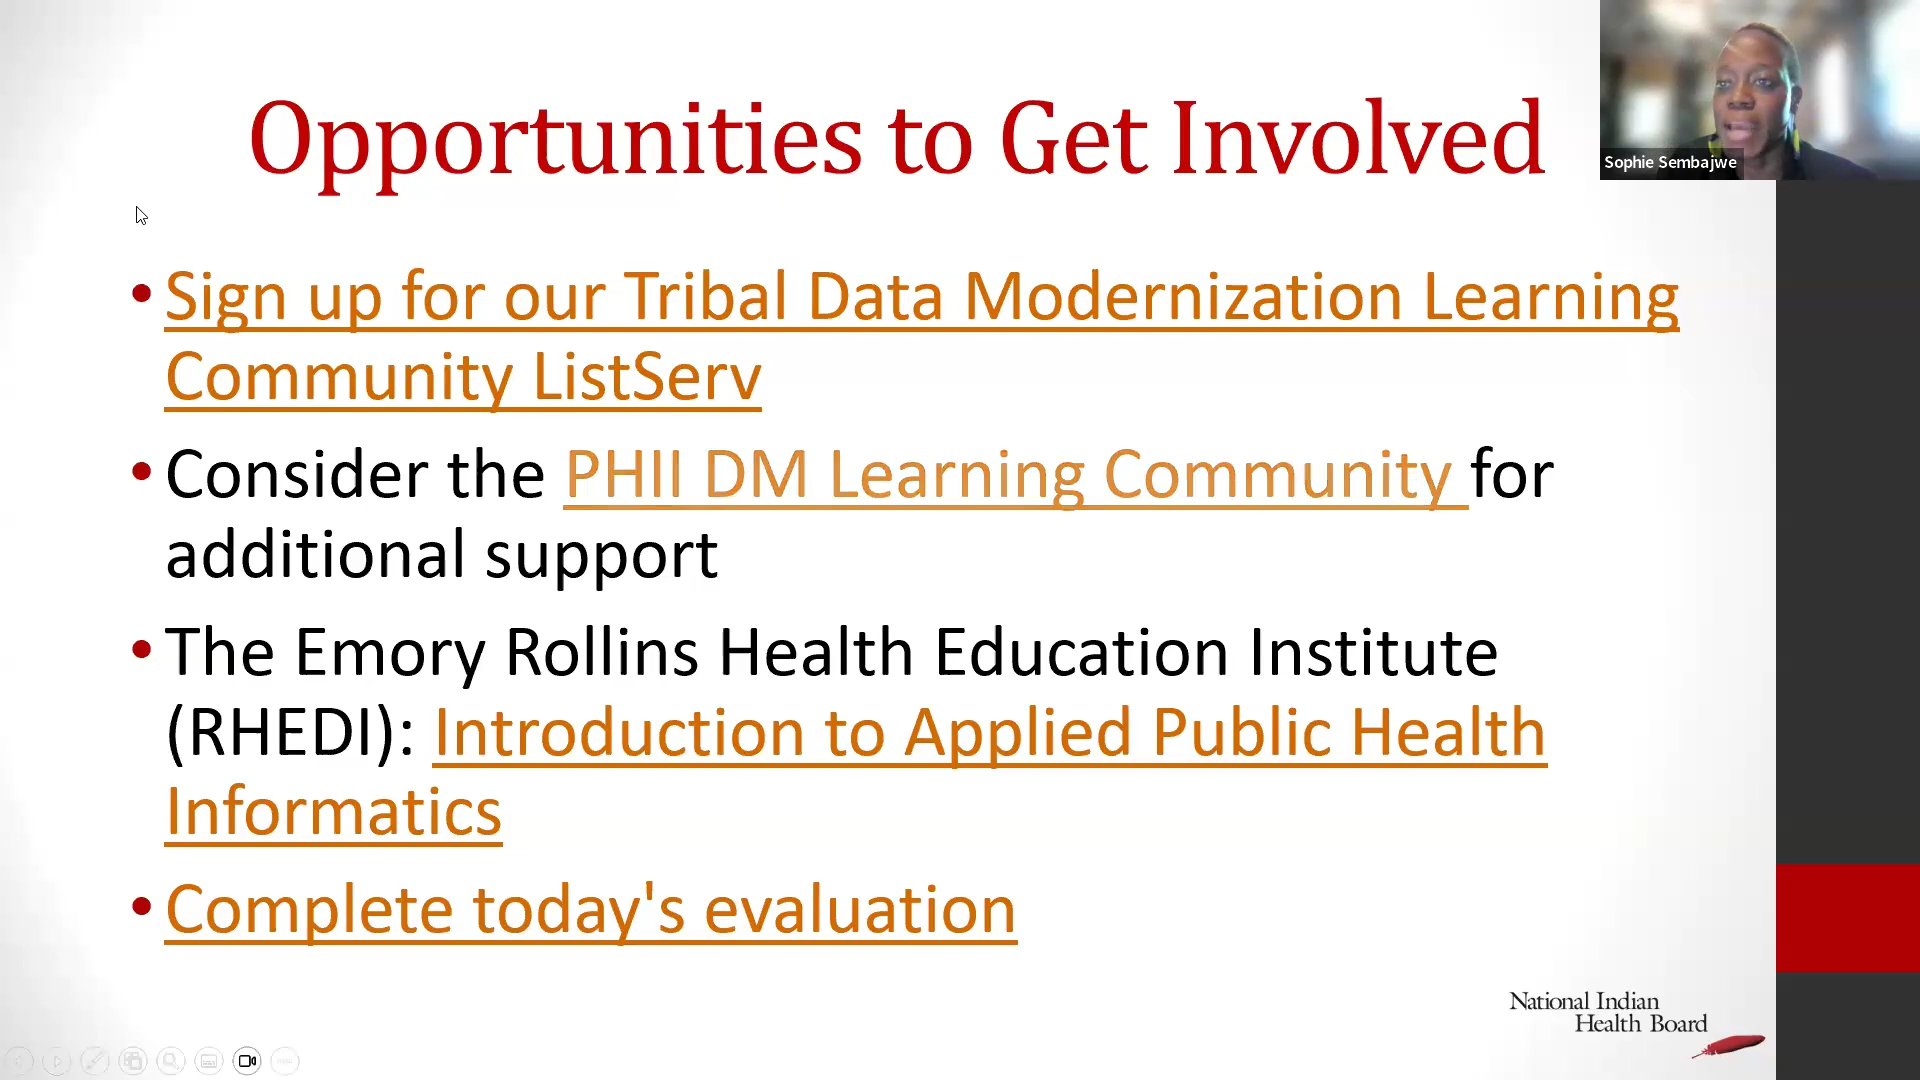 Opportunities to Get Involved
Sophie Sembajwe
• Sign up for our Tribal Data Modernization Learning
Community ListServ
• Consider the PHII DM Learning Community for
additional support
• The Emory Rollins Health Education Institute
(RHEDI): Introduction to Applied Public Health
Informatics
• Complete today's evaluation
National Indian
Health Board